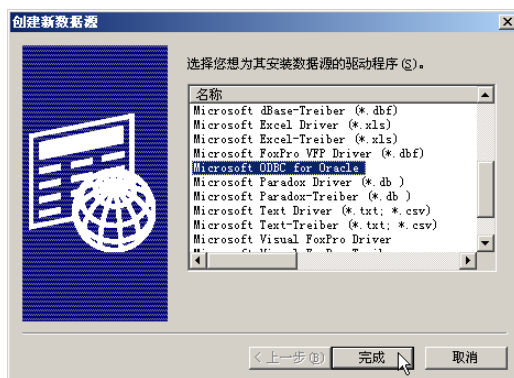 创建新数据源
选择您想为其安装数据源的驱动程序(S)。
名称
Microsoft dBase-Treiber (*.dbf)
Microsoft Excel Driver (*.xls)
Microsoft Excel-Treiber (*.xls)
Microsoft FoxPro VFP Driver (*.dbf)
Microsoft ODBC for Oracle
Microsoft Paradox Driver (*.db )
Microsoft Paradox-Treiber (*.db )
Microsoft Text Driver (*.txt; *.csv)
Microsoft Text-Treiber (*.txt; *.csv)
Microsoft Visual FoxPro Driver
< 上一步(B)
完成
取消